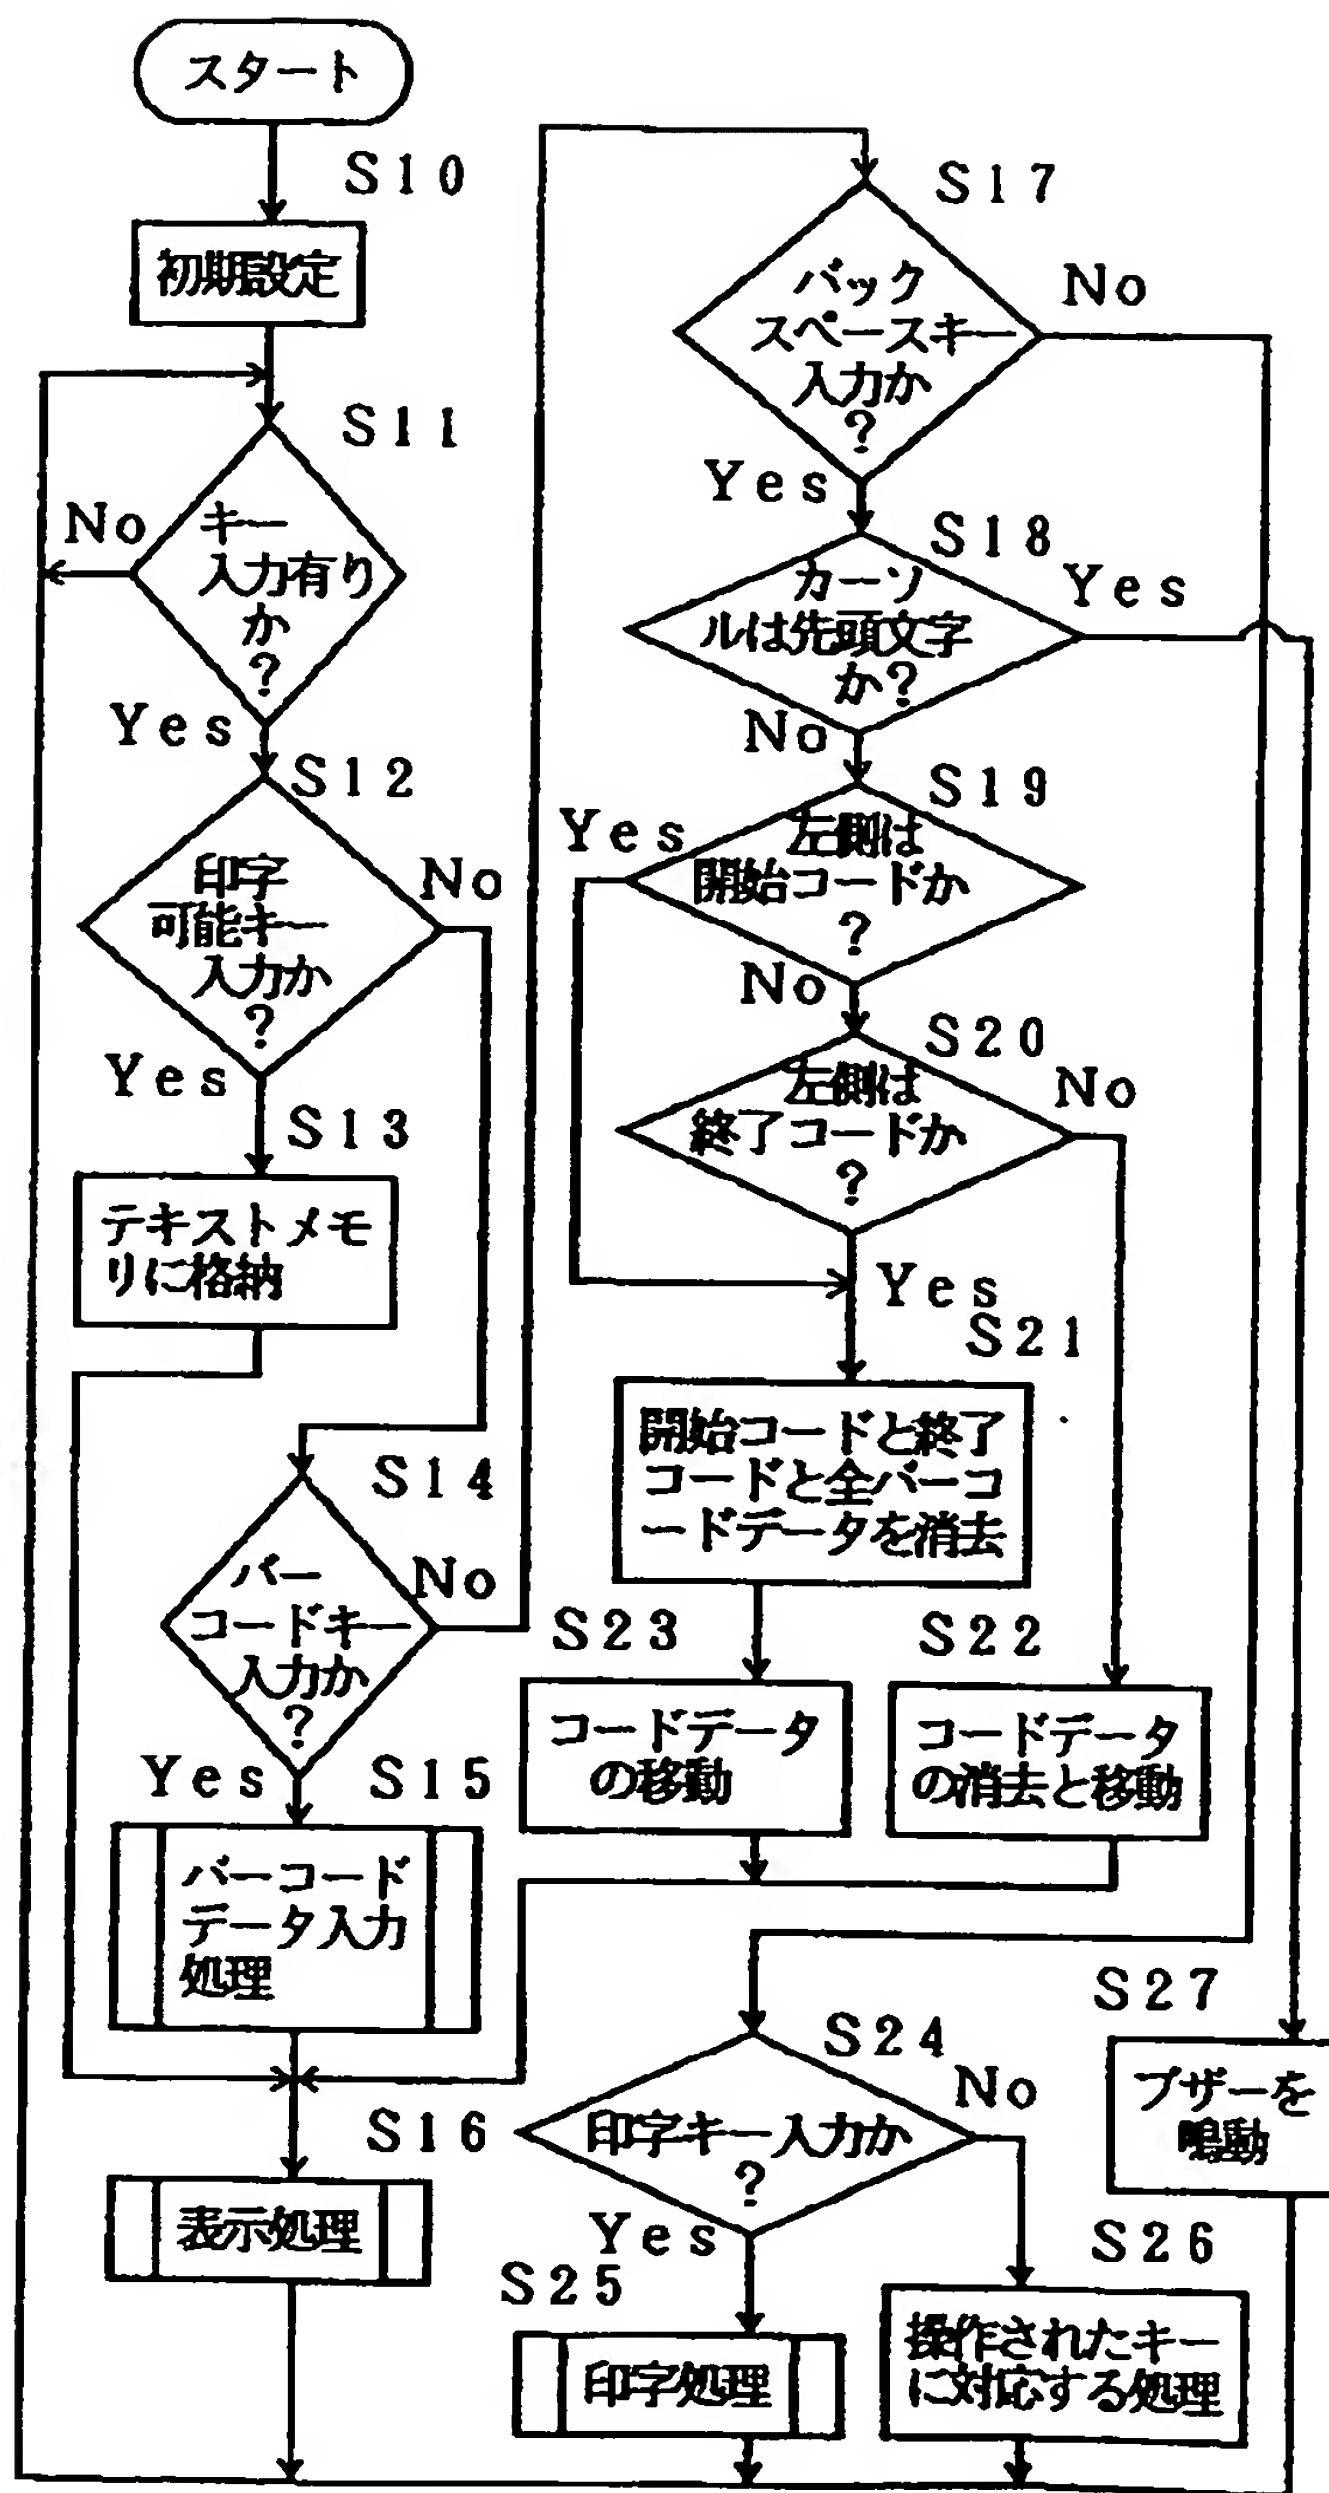 スタート
S10
初期設定
S11
キー
入力有り
か
?
No
Yes
S12
印字
可能キー
入力か
?
No
Yes
S13
テキストメモ
リに格納
S14
バー
コードキー
入力か
?
No
Yes
S15
バーコード
データ入力
処理
S16
表示処理
S17
バック
スペースキー
入力か
?
No
Yes
S18
カーソ
ルは先頭文字
か?
Yes
No
S19
左側は
開始コードか
?
Yes
No
S20
左側は
終了コードか
?
No
Yes
S21
開始コードと終了
コードと全バーコ
ードデータを消去
S23
コードデータ
の移動
S22
コードデータ
の消去と移動
S24
印字キー入力か
?
No
Yes
S25
印字処理
S26
操作されたキー
に対応する処理
S27
ブザーを
鳴動